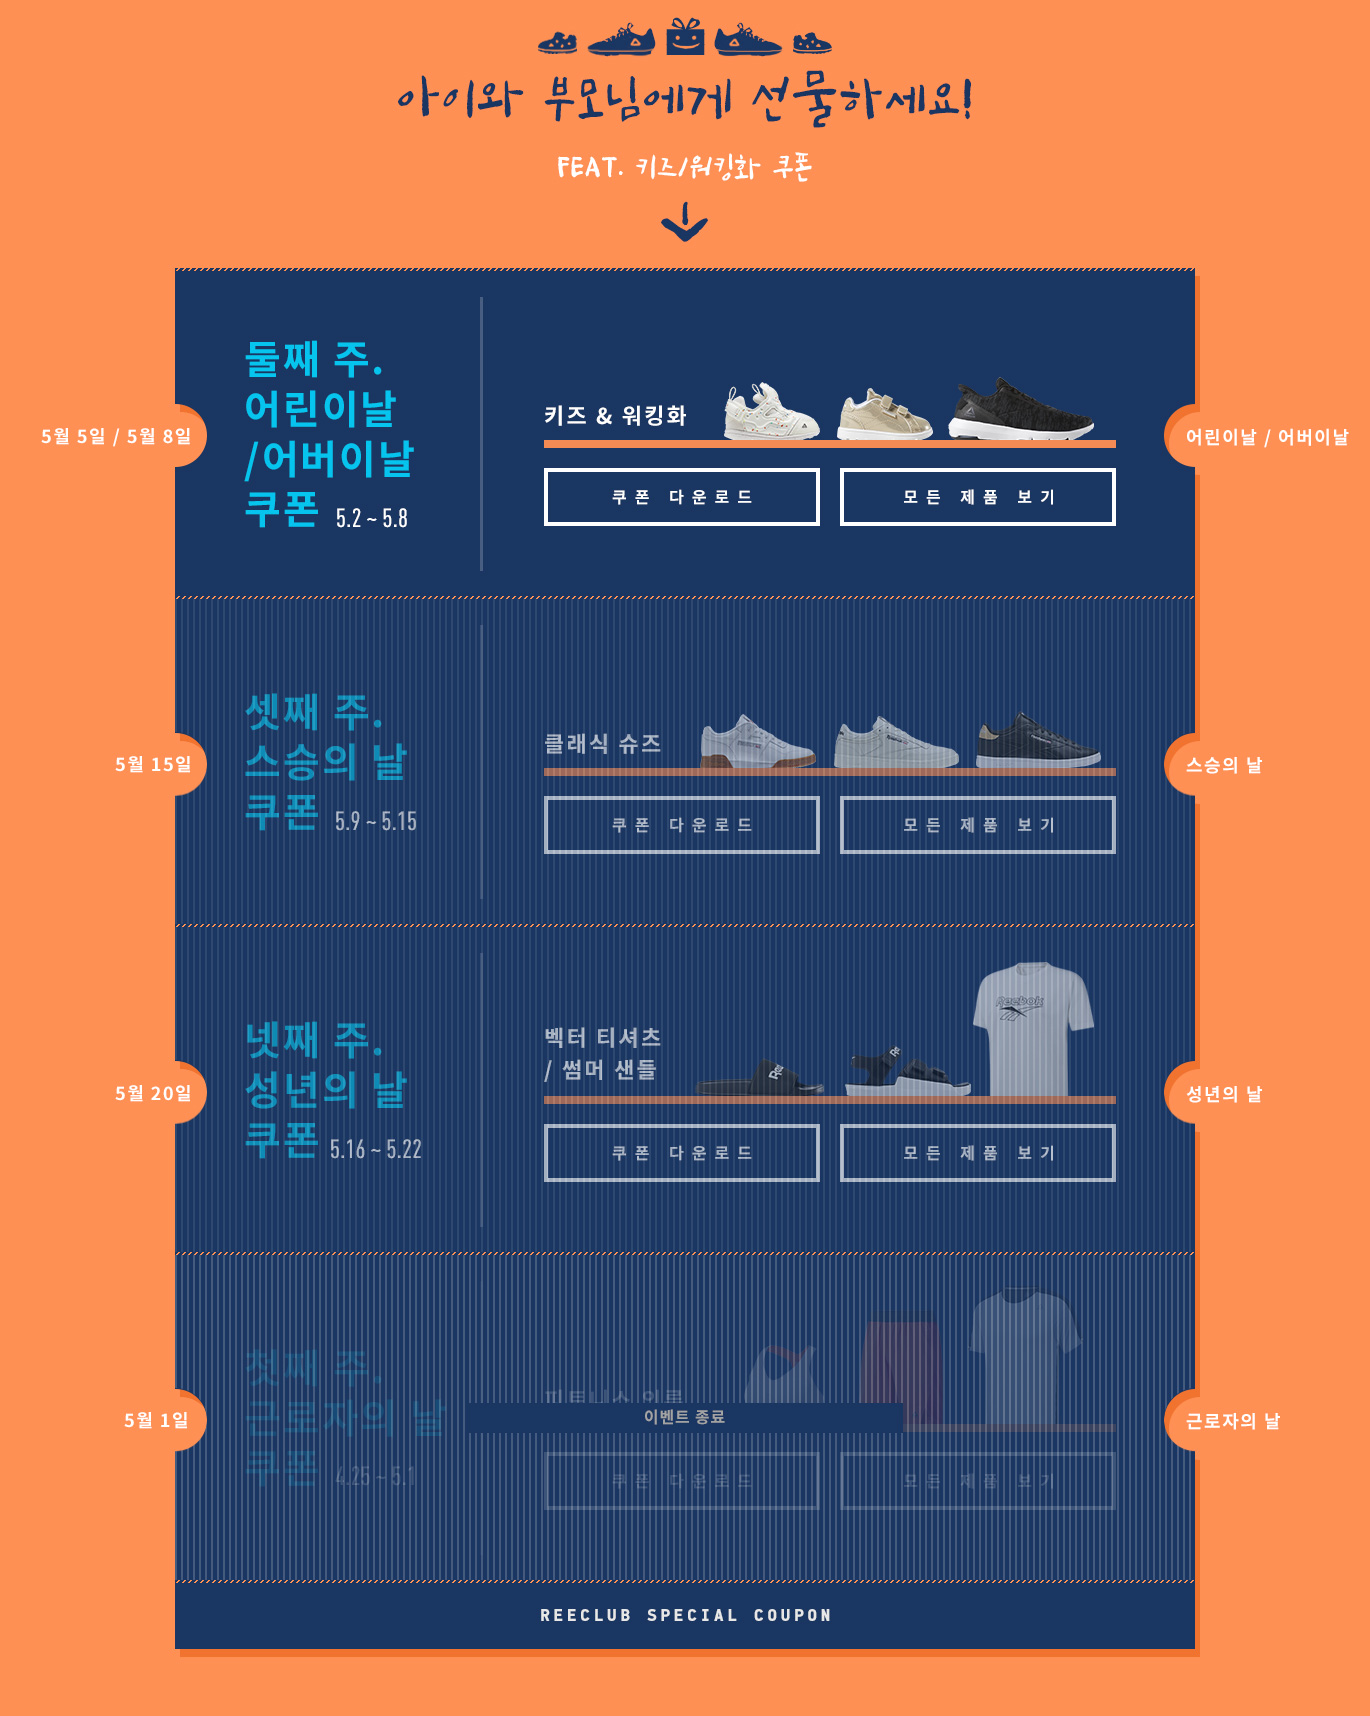 아이와 부모님에게 선물하세요!
FEAT. 키즈/워킹화 쿠폰
5월 5일 / 5월 8일
둘째 주.
어린이날
/어버이날
쿠폰 5.2 ~ 5.8
키즈 & 워킹화
쿠폰 다운로드
모든 제품 보기
어린이날 / 어버이날
5월 15일
셋째 주.
스승의 날
쿠폰 5.9 ~ 5.15
클래식 슈즈
쿠폰 다운로드
모든 제품 보기
스승의 날
5월 20일
넷째 주.
성년의 날
쿠폰 5.16 ~ 5.22
벡터 티셔츠
/ 썸머 샌들
Reebok
쿠폰 다운로드
모든 제품 보기
성년의 날
5월 1일
첫째 주.
근로자의 날
쿠폰 4.25 ~ 5.1
피트니스 의류
이벤트 종료
쿠폰 다운로드
모든 제품 보기
근로자의 날
REECLUB SPECIAL COUPON